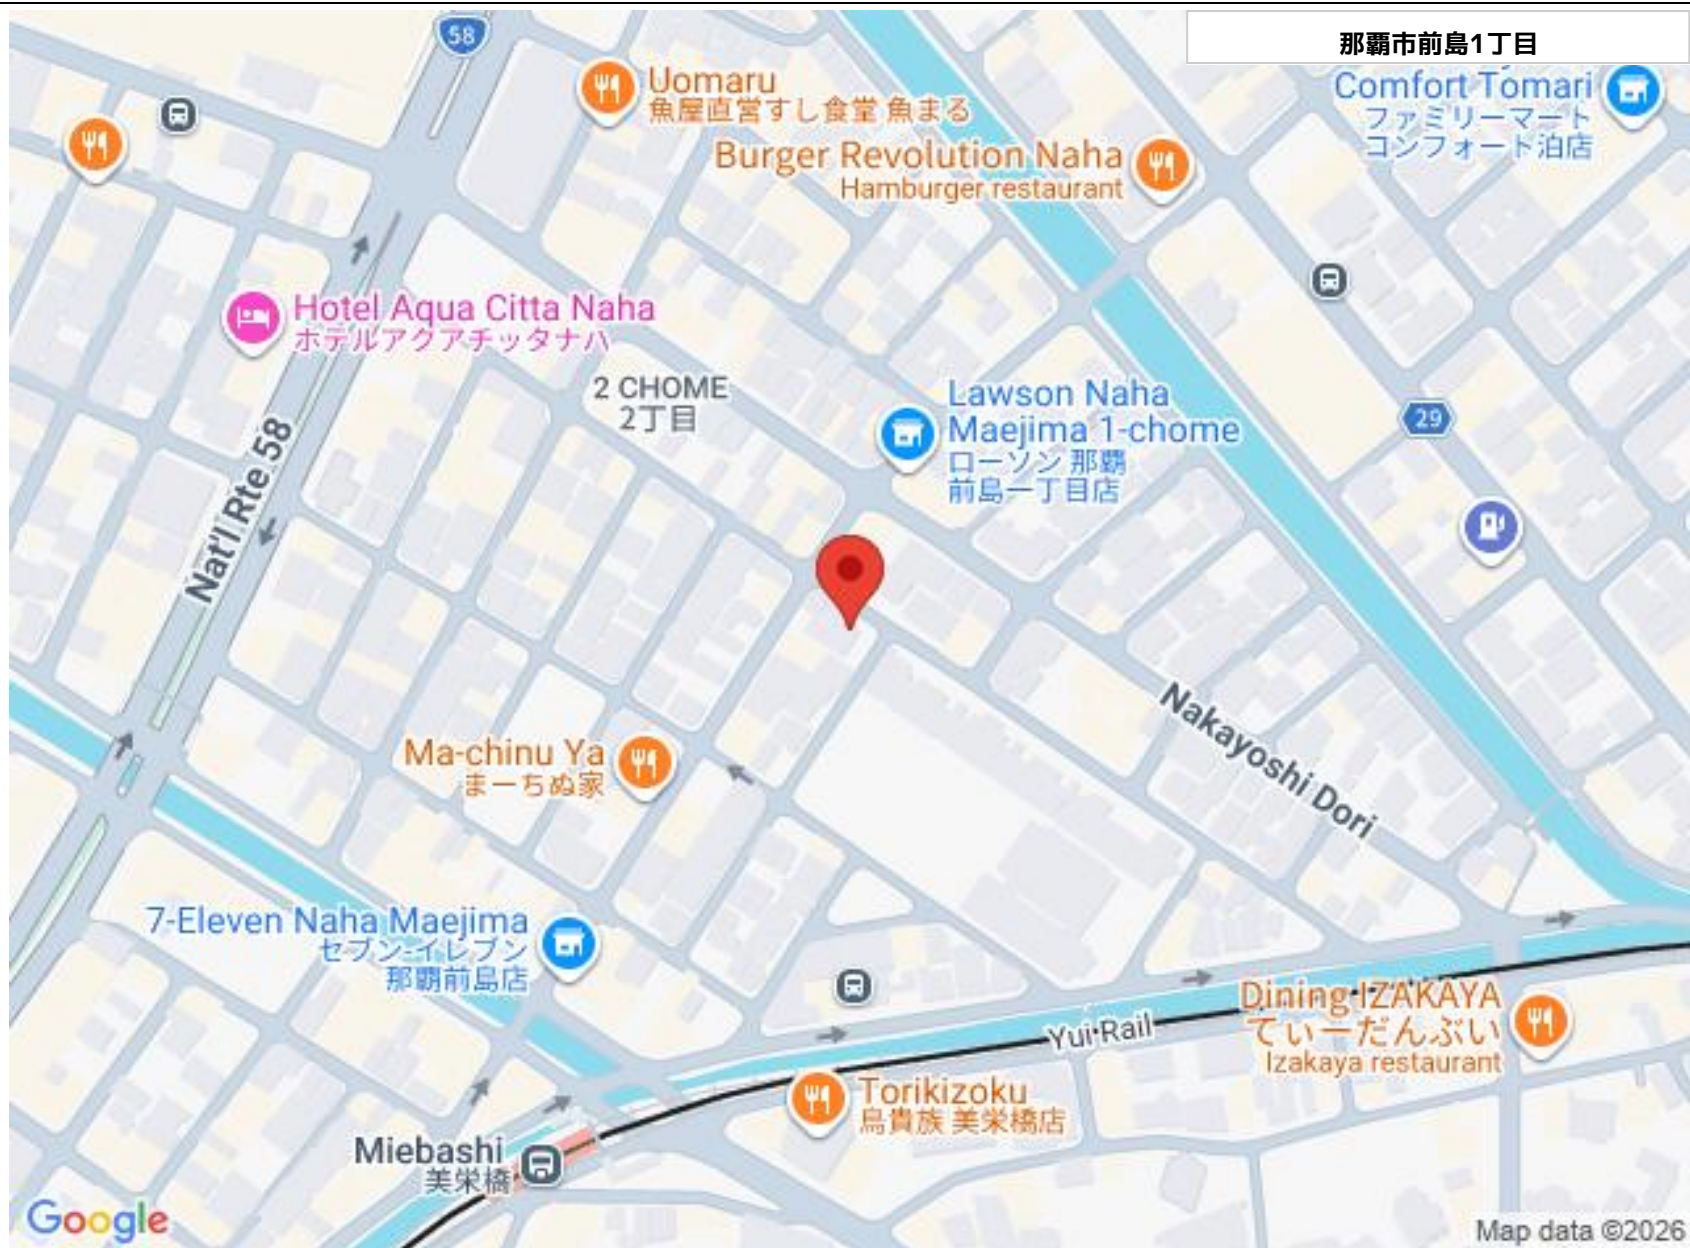 那覇市前島1丁目
58
Uomaru
魚屋直営すし食堂 魚まる
Burger Revolution Naha
Hamburger restaurant
Comfort Tomari
ファミリーマート
コンフォート泊店
Hotel Aqua Citta Naha
ホテルアクアチッタナハ
2 CHOME
2丁目
Lawson Naha
Maejima 1-chome
ローソン 那覇
前島一丁目店
29
Nat'l Rte 58
Nakayoshi Dori
Ma-chinu Ya
まーちぬ家
7-Eleven Naha Maejima
セブン-イレブン
那覇前島店
Dining IZAKAYA
てぃーだんぶい
Izakaya restaurant
Yui Rail
Torikizoku
鳥貴族 美栄橋店
Miebashi
美栄橋
Google
Map data ©2026